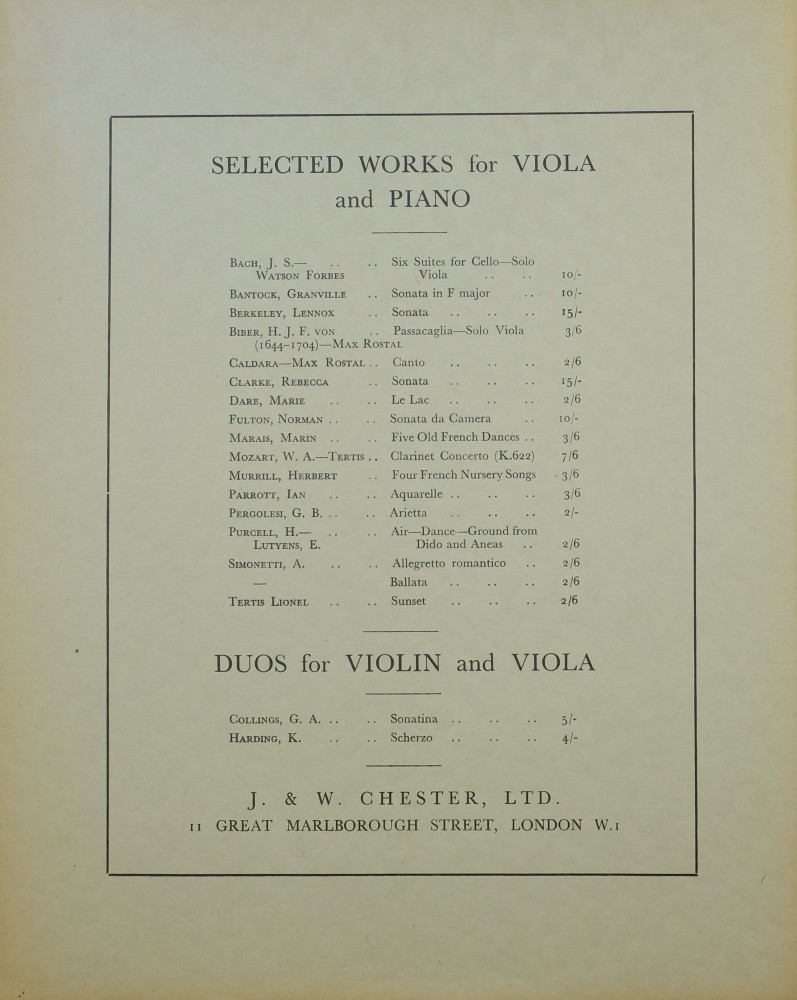 SELECTED WORKS for VIOLA
and PIANO
BACH, J. S.— .. .. Six Suites for Cello—Solo
WATSON FORBES Viola .. .. 10/-
BANTOCK, GRANVILLE .. Sonata in F major .. 10/-
BERKELEY, LENNOX .. Sonata .. .. .. 15/-
BIBER, H. J. F. VON .. Passacaglia—Solo Viola 3/6
(1644-1704)—MAX ROSTAL
CALDARA—MAX ROSTAL .. Canto .. .. .. 2/6
CLARKE, REBECCA .. Sonata .. .. .. 15/-
DARE, MARIE .. .. Le Lac .. .. .. 2/6
FULTON, NORMAN .. .. Sonata da Camera .. 10/-
MARAIS, MARIN .. .. Five Old French Dances .. 3/6
MOZART, W. A.—TERTIS .. Clarinet Concerto (K.622) 7/6
MURRILL, HERBERT .. Four French Nursery Songs 3/6
PARROTT, IAN .. .. Aquarelle .. .. .. 3/6
PERGOLESI, G. B. .. .. Arietta .. .. .. 2/-
PURCELL, H.— .. .. Air—Dance—Ground from
LUTYENS, E. Dido and Aneas .. 2/6
SIMONETTI, A. .. .. Allegretto romantico .. 2/6
— Ballata .. .. .. 2/6
TERTIS LIONEL .. .. Sunset .. .. .. 2/6
DUOS for VIOLIN and VIOLA
COLLINGS, G. A. .. .. Sonatina .. .. .. 5/-
HARDING, K. .. .. Scherzo .. .. .. 4/-
J. & W. CHESTER, LTD.
11 GREAT MARLBOROUGH STREET, LONDON W.1